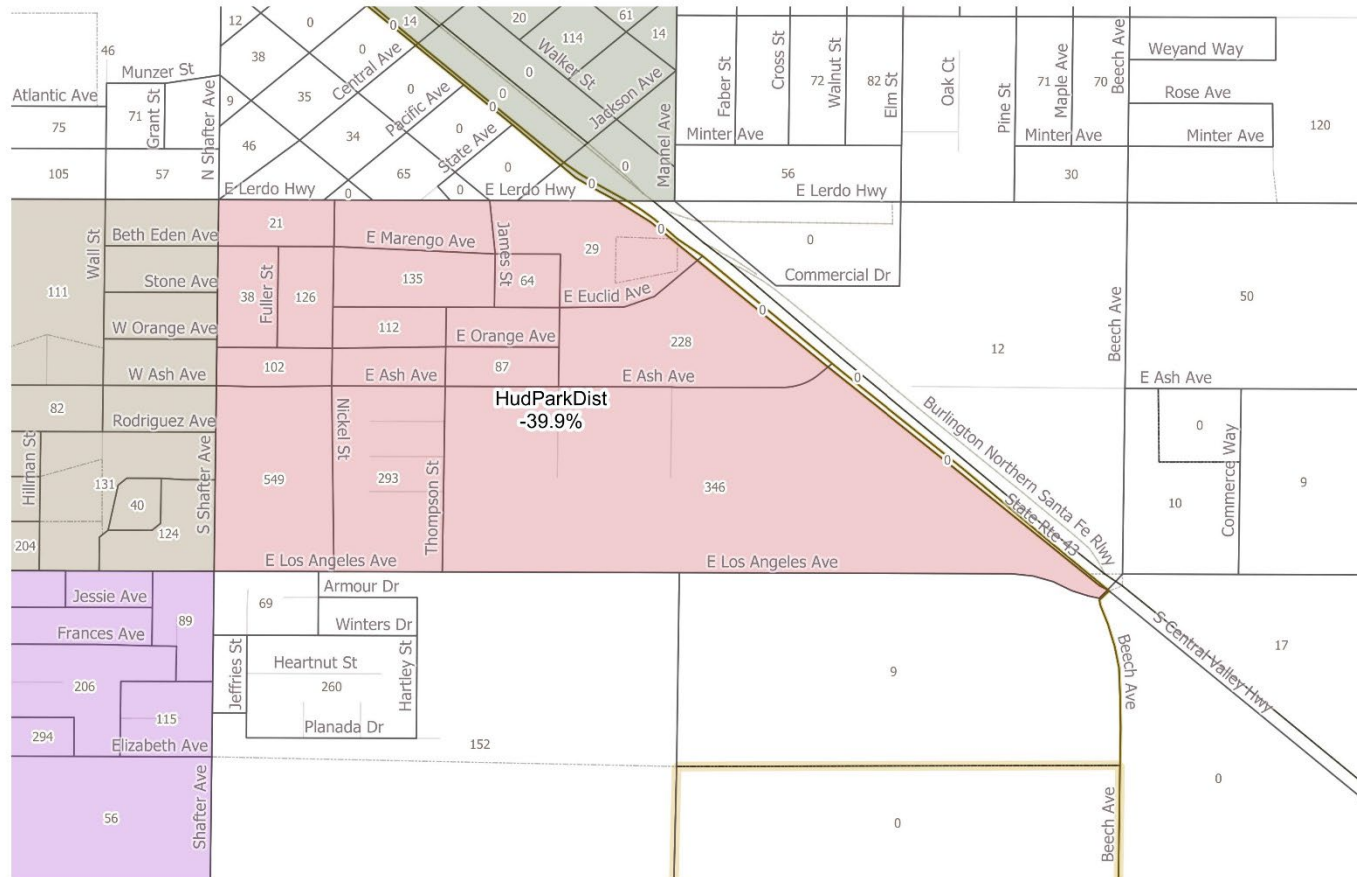 12
0
0
14
20
61
46
38
0
114
14
Weyand Way
Munzer St
Central Ave
Walker St
0
Faber St
Cross St
72
Walnut St
82
Elm St
Oak Ct
Pine St
71
Maple Ave
70
Beech Ave
Atlantic Ave
71
Grant St
9
N Shafter Ave
35
Pacific Ave
0
0
0
Jackson Ave
Rose Ave
75
46
34
0
State Ave
Minter Ave
Minter Ave
Minter Ave
120
105
57
65
0
0
Mannel Ave
56
30
E Lerdo Hwy
0
0
E Lerdo Hwy
0
E Lerdo Hwy
21
Beth Eden Ave
Wall St
E Marengo Ave
James St
29
0
0
Stone Ave
135
64
Commercial Dr
111
38
Fuller St
126
E Euclid Ave
50
W Orange Ave
112
E Orange Ave
228
0
12
Beech Ave
W Ash Ave
102
E Ash Ave
87
E Ash Ave
0
E Ash Ave
HudParkDist
-39.9%
82
Rodriguez Ave
Nickel St
Burlington Northern Santa Fe Rlwy
0
Hillman St
S Shafter Ave
Thompson St
0
Commerce Way
131
549
293
346
9
40
10
State Rte 43
124
204
E Los Angeles Ave
E Los Angeles Ave
Jessie Ave
69
Armour Dr
89
Winters Dr
S Central Valley Hwy
Frances Ave
17
Jeffries St
Heartnut St
Hartley St
9
Beech Ave
206
260
115
Planada Dr
294
Elizabeth Ave
152
0
56
Shafter Ave
0
Beech Ave